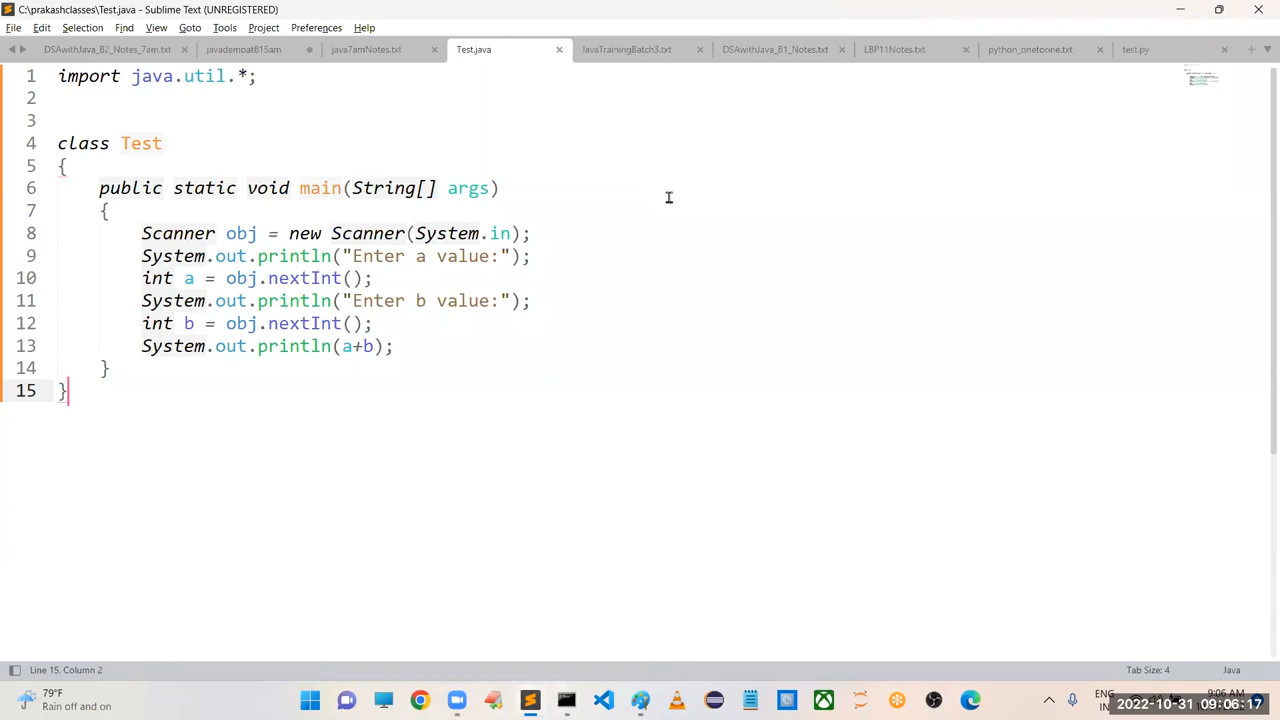 C:\prakashclasses\Test.java - Sublime Text (UNREGISTERED)
File Edit Selection Find View Goto Tools Project Preferences Help
DSAwithJava_B2_Notes_7am.txt javademoat815am java7amNotes.txt Test.java JavaTrainingBatch3.txt DSAwithJava_B1_Notes.txt LBP11Notes.txt python_onetoone.txt test.py
1 import java.util.*;
2
3
4 class Test
5 {
6 public static void main(String[] args)
7 {
8 Scanner obj = new Scanner(System.in);
9 System.out.println("Enter a value:");
10 int a = obj.nextInt();
11 System.out.println("Enter b value:");
12 int b = obj.nextInt();
13 System.out.println(a+b);
14 }
15 }
Line 15, Column 2 Tab Size: 4 Java
79°F
Rain off and on
ENG
9:06 AM
2022-10-31 09:06:17